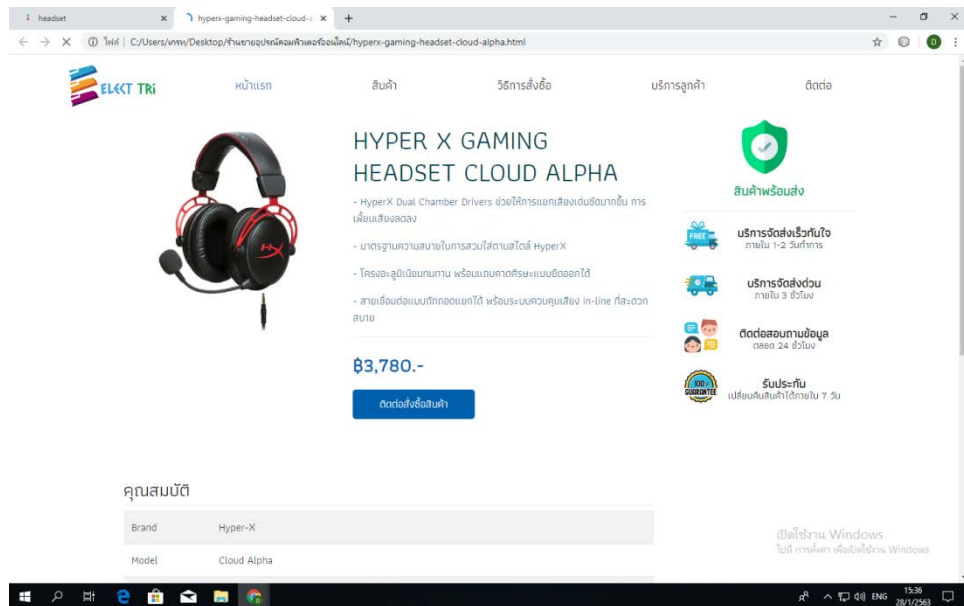 headset
hyperx-gaming-headset-cloud-a
ไฟล์ | C:/Users/เกรพ/Desktop/ร้านขายอุปกรณ์คอมพิวเตอร์ออนไลน์/hyperx-gaming-headset-cloud-alpha.html
D
ELECT TRi
หน้าแรก
สินค้า
วิธีการสั่งซื้อ
บริการลูกค้า
ติดต่อ
HYPER X GAMING
HEADSET CLOUD ALPHA
- HyperX Dual Chamber Drivers ช่วยให้การแยกเสียงเด่นชัดมากขึ้น การ
เพี้ยนเสียงลดลง
- มาตรฐานความสบายในการสวมใส่ตามสไตล์ HyperX
- โครงอะลูมิเนียมทนทาน พร้อมแถบคาดศีรษะแบบยืดออกได้
- สายเชื่อมต่อแบบถักถอดแยกได้ พร้อมระบบควบคุมเสียง in-line ที่สะดวก
สบาย
฿3,780.-
ติดต่อสั่งซื้อสินค้า
สินค้าพร้อมส่ง
FREE
บริการจัดส่งเร็วทันใจ
ภายใน 1-2 วันทำการ
บริการจัดส่งด่วน
ภายใน 3 ชั่วโมง
ติดต่อสอบถามข้อมูล
ตลอด 24 ชั่วโมง
100%
GUARANTEE
รับประกัน
เปลี่ยนคืนสินค้าได้ภายใน 7 วัน
คุณสมบัติ
Brand Hyper-X
Model Cloud Alpha
เปิดใช้งาน Windows
ไปที่ การตั้งค่า เพื่อเปิดใช้งาน Windows
ENG
15:36
28/1/2563